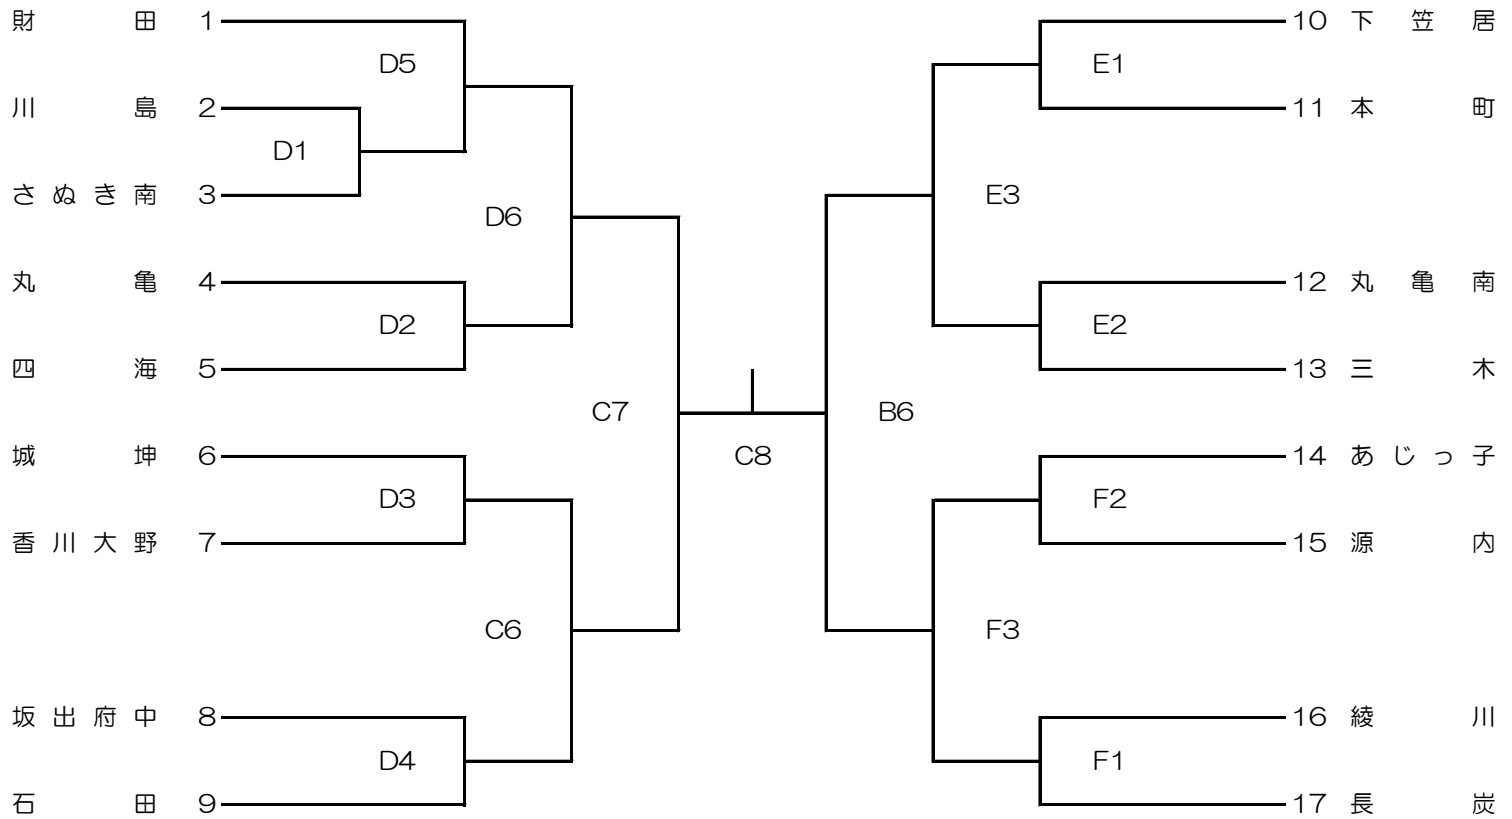 財田 1 10 下笠居
D5 E1
川島 2 11 本町
D1
さぬき南 3 E3
D6
丸亀 4 12 丸亀南
D2 E2
四海 5 13 三木
C7 B6
城坤 6 C8 14 あじっ子
D3 F2
香川大野 7 15 源内
C6 F3
坂出府中 8 16 綾川
D4 F1
石田 9 17 長炭